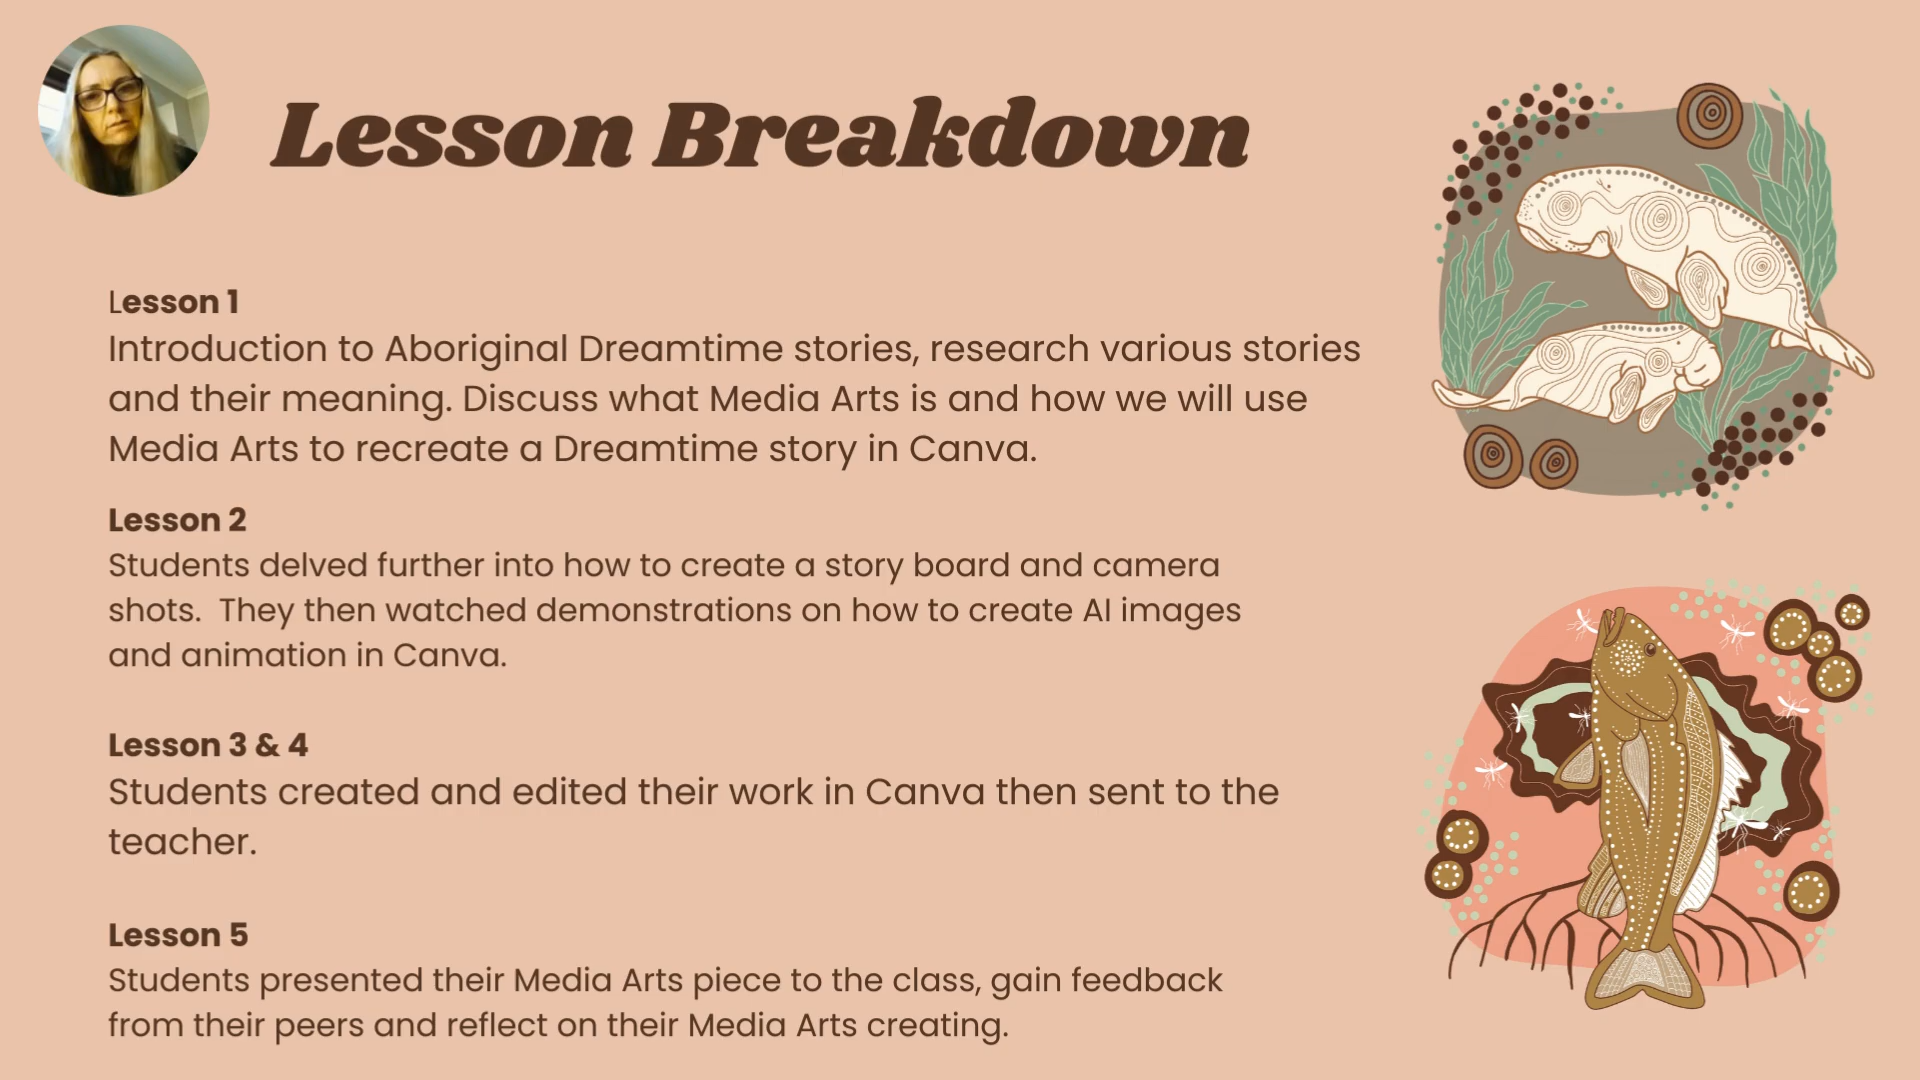 Lesson Breakdown
Lesson 1
Introduction to Aboriginal Dreamtime stories, research various stories
and their meaning. Discuss what Media Arts is and how we will use
Media Arts to recreate a Dreamtime story in Canva.
Lesson 2
Students delved further into how to create a story board and camera
shots.  They then watched demonstrations on how to create AI images
and animation in Canva.
Lesson 3 & 4
Students created and edited their work in Canva then sent to the
teacher.
Lesson 5
Students presented their Media Arts piece to the class, gain feedback
from their peers and reflect on their Media Arts creating.